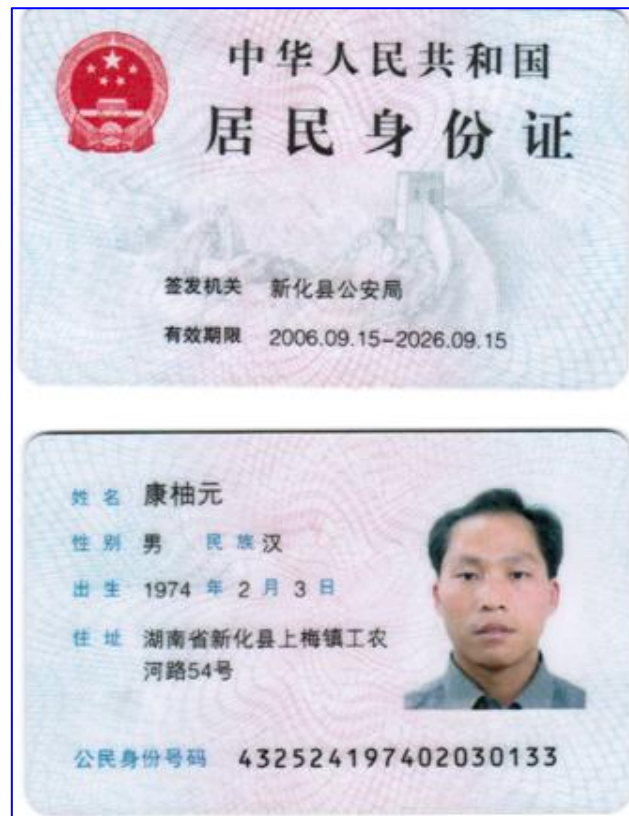 中华人民共和国
居民身份证
签发机关 新化县公安局
有效期限 2006.09.15-2026.09.15
姓名 康柚元
性别 男 民族 汉
出生 1974 年 2 月 3 日
住址 湖南省新化县上梅镇工农
河路54号
公民身份号码 432524197402030133